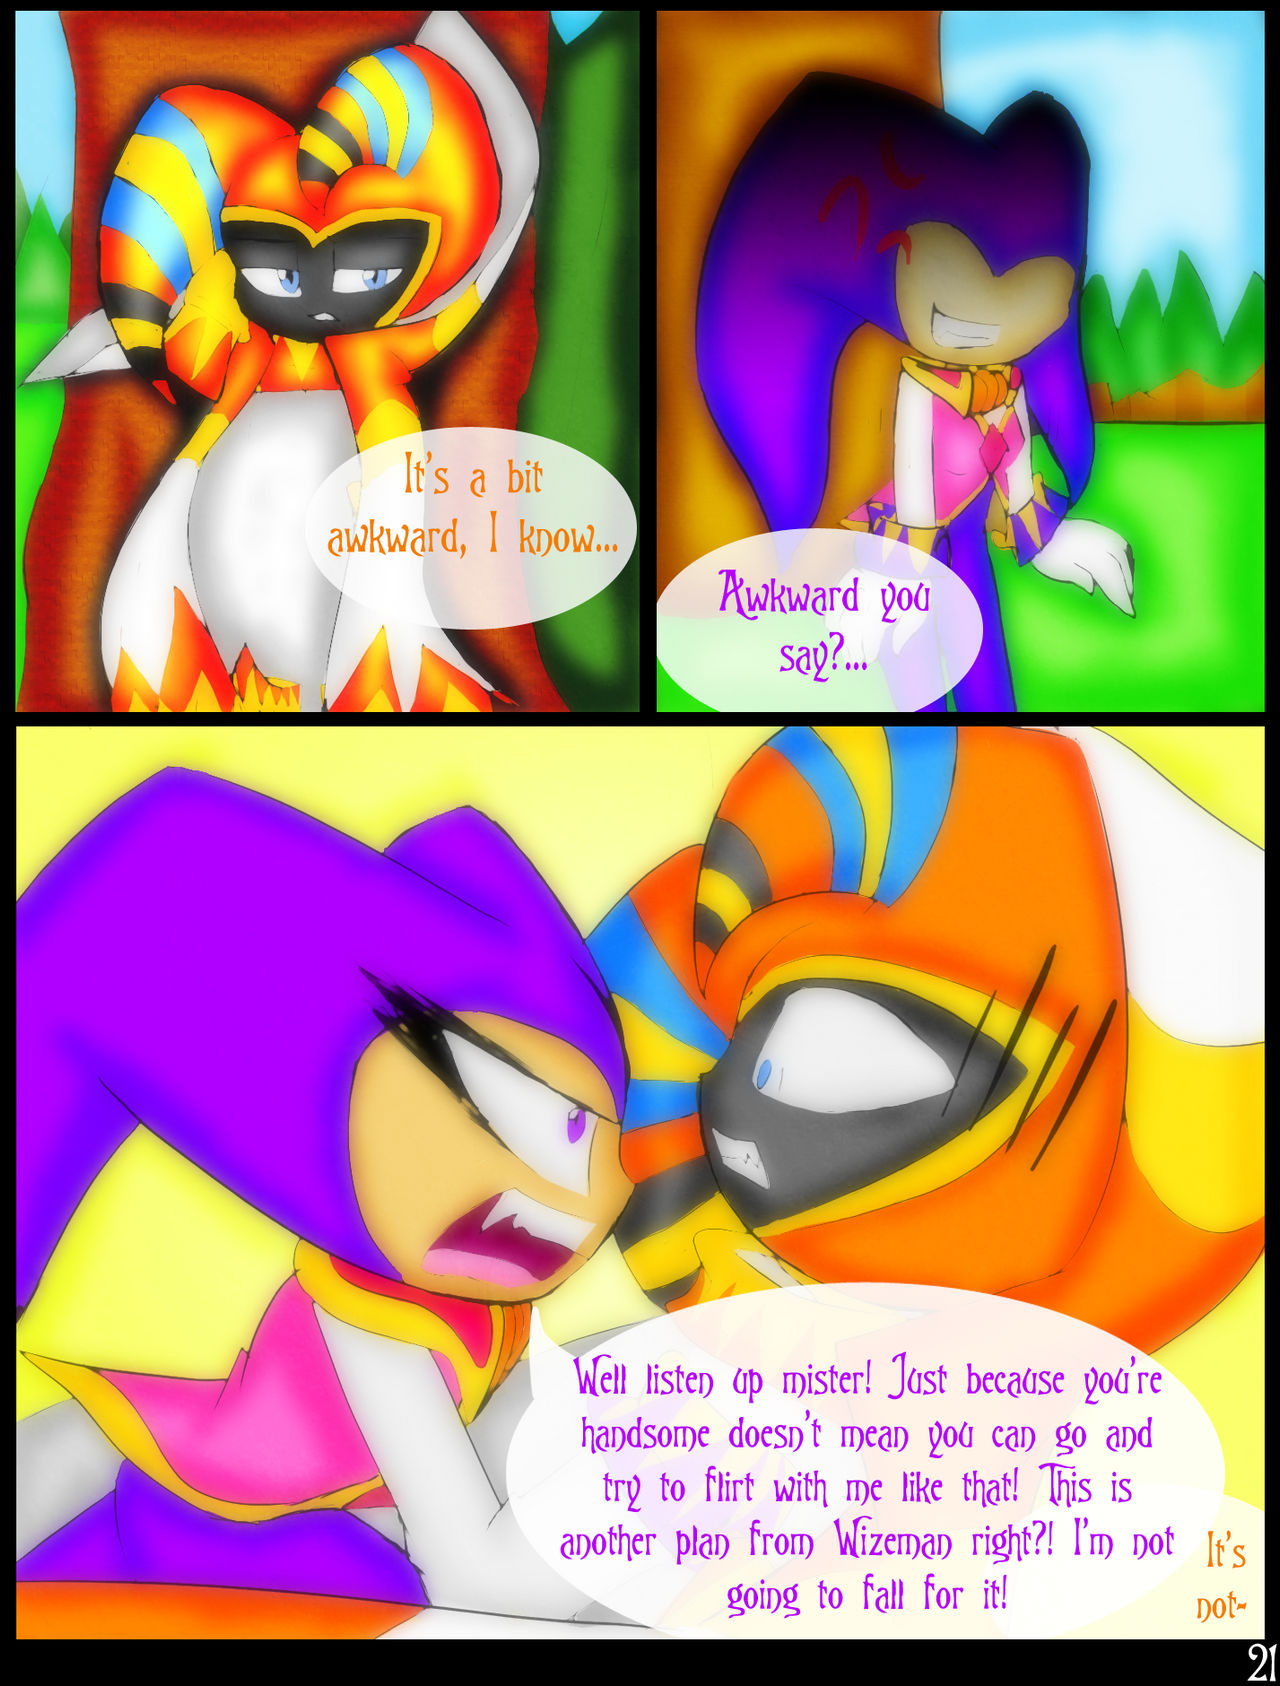 It's a bit
awkward, I know...
Awkward you
say?...
Well listen up mister! Just because you're
handsome doesn't mean you can go and
try to flirt with me like that! This is
another plan from Wizeman right?! I'm not
going to fall for it!
It's
not-
21